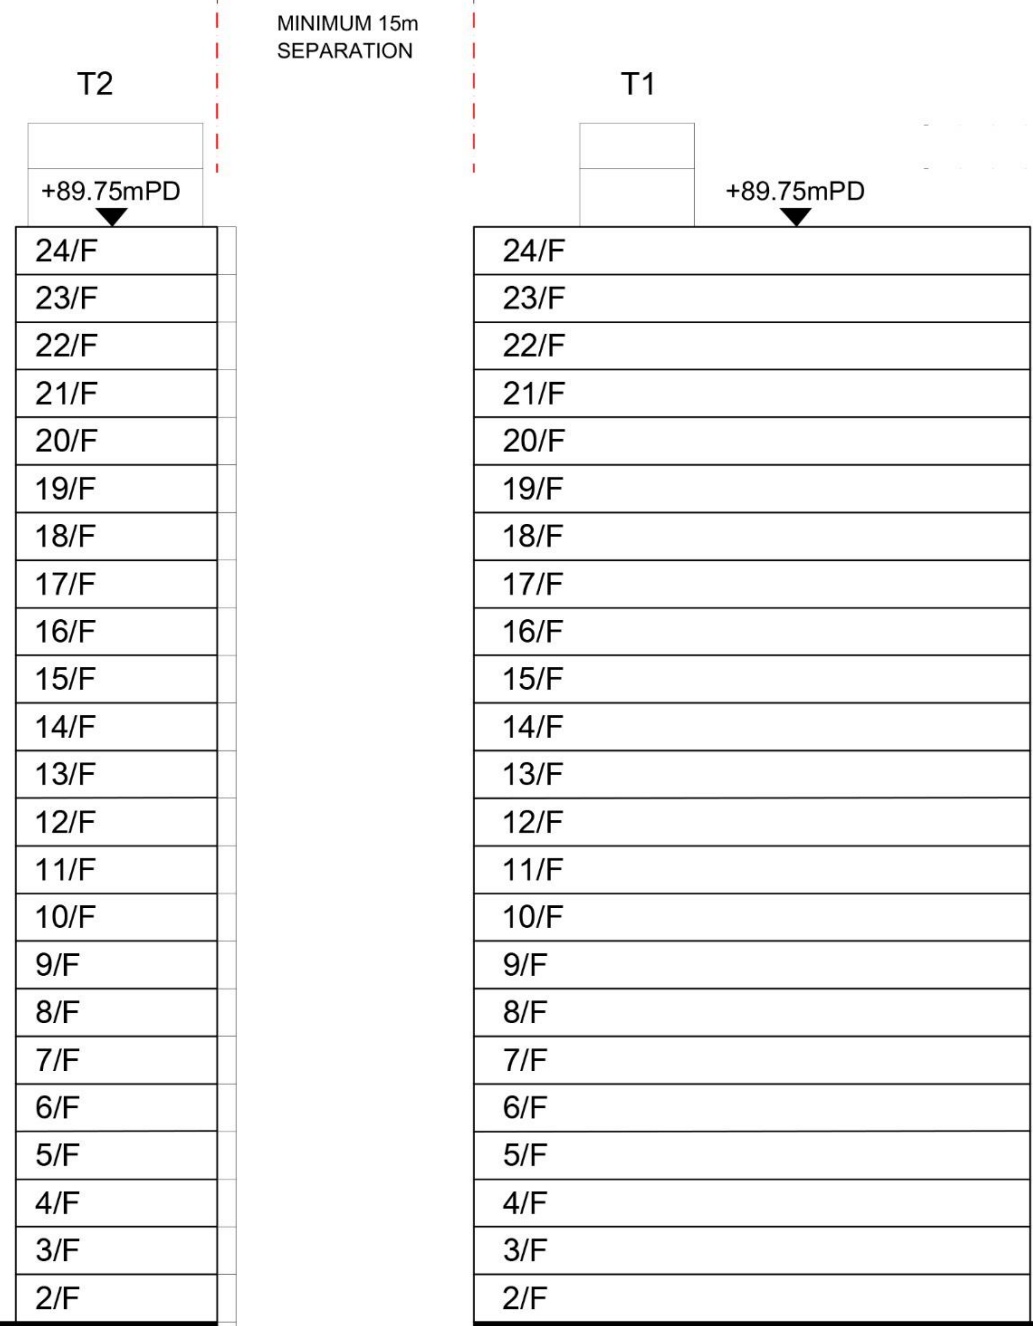 MINIMUM 15m
SEPARATION
T2
T1
+89.75mPD
+89.75mPD
24/F
24/F
23/F
23/F
22/F
22/F
21/F
21/F
20/F
20/F
19/F
19/F
18/F
18/F
17/F
17/F
16/F
16/F
15/F
15/F
14/F
14/F
13/F
13/F
12/F
12/F
11/F
11/F
10/F
10/F
9/F
9/F
8/F
8/F
7/F
7/F
6/F
6/F
5/F
5/F
4/F
4/F
3/F
3/F
2/F
2/F